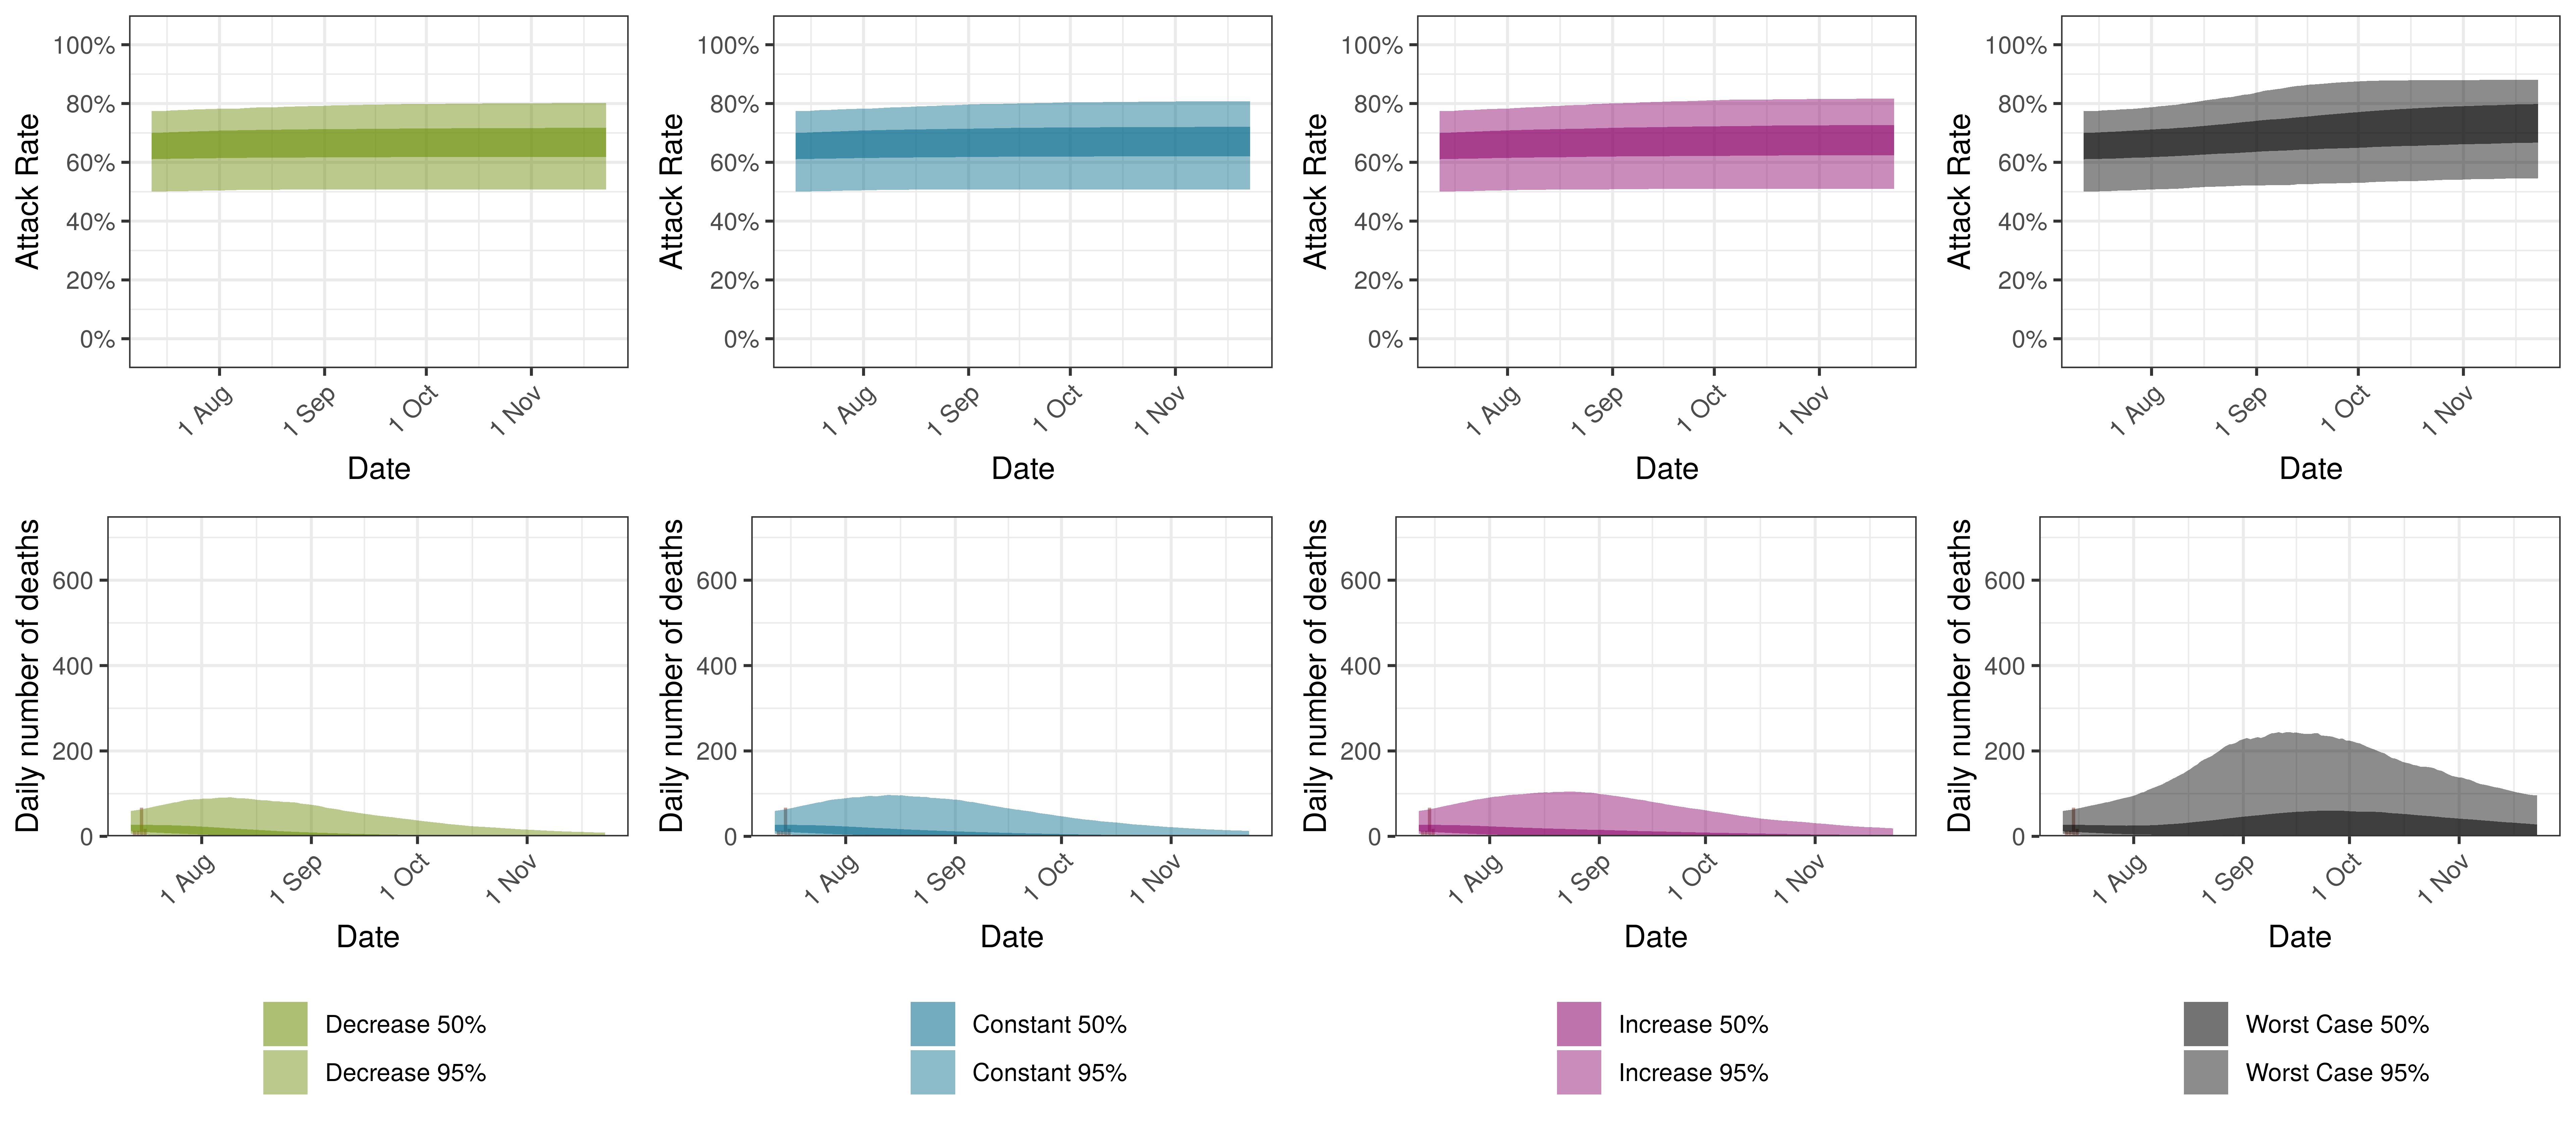 Attack Rate
100%
80%
60%
40%
20%
0%
1 Aug
1 Sep
1 Oct
1 Nov
Date
Attack Rate
100%
80%
60%
40%
20%
0%
1 Aug
1 Sep
1 Oct
1 Nov
Date
Attack Rate
100%
80%
60%
40%
20%
0%
1 Aug
1 Sep
1 Oct
1 Nov
Date
Attack Rate
100%
80%
60%
40%
20%
0%
1 Aug
1 Sep
1 Oct
1 Nov
Date
Daily number of deaths
600
400
200
0
1 Aug
1 Sep
1 Oct
1 Nov
Date
Daily number of deaths
600
400
200
0
1 Aug
1 Sep
1 Oct
1 Nov
Date
Daily number of deaths
600
400
200
0
1 Aug
1 Sep
1 Oct
1 Nov
Date
Daily number of deaths
600
400
200
0
1 Aug
1 Sep
1 Oct
1 Nov
Date
Decrease 50%
Decrease 95%
Constant 50%
Constant 95%
Increase 50%
Increase 95%
Worst Case 50%
Worst Case 95%